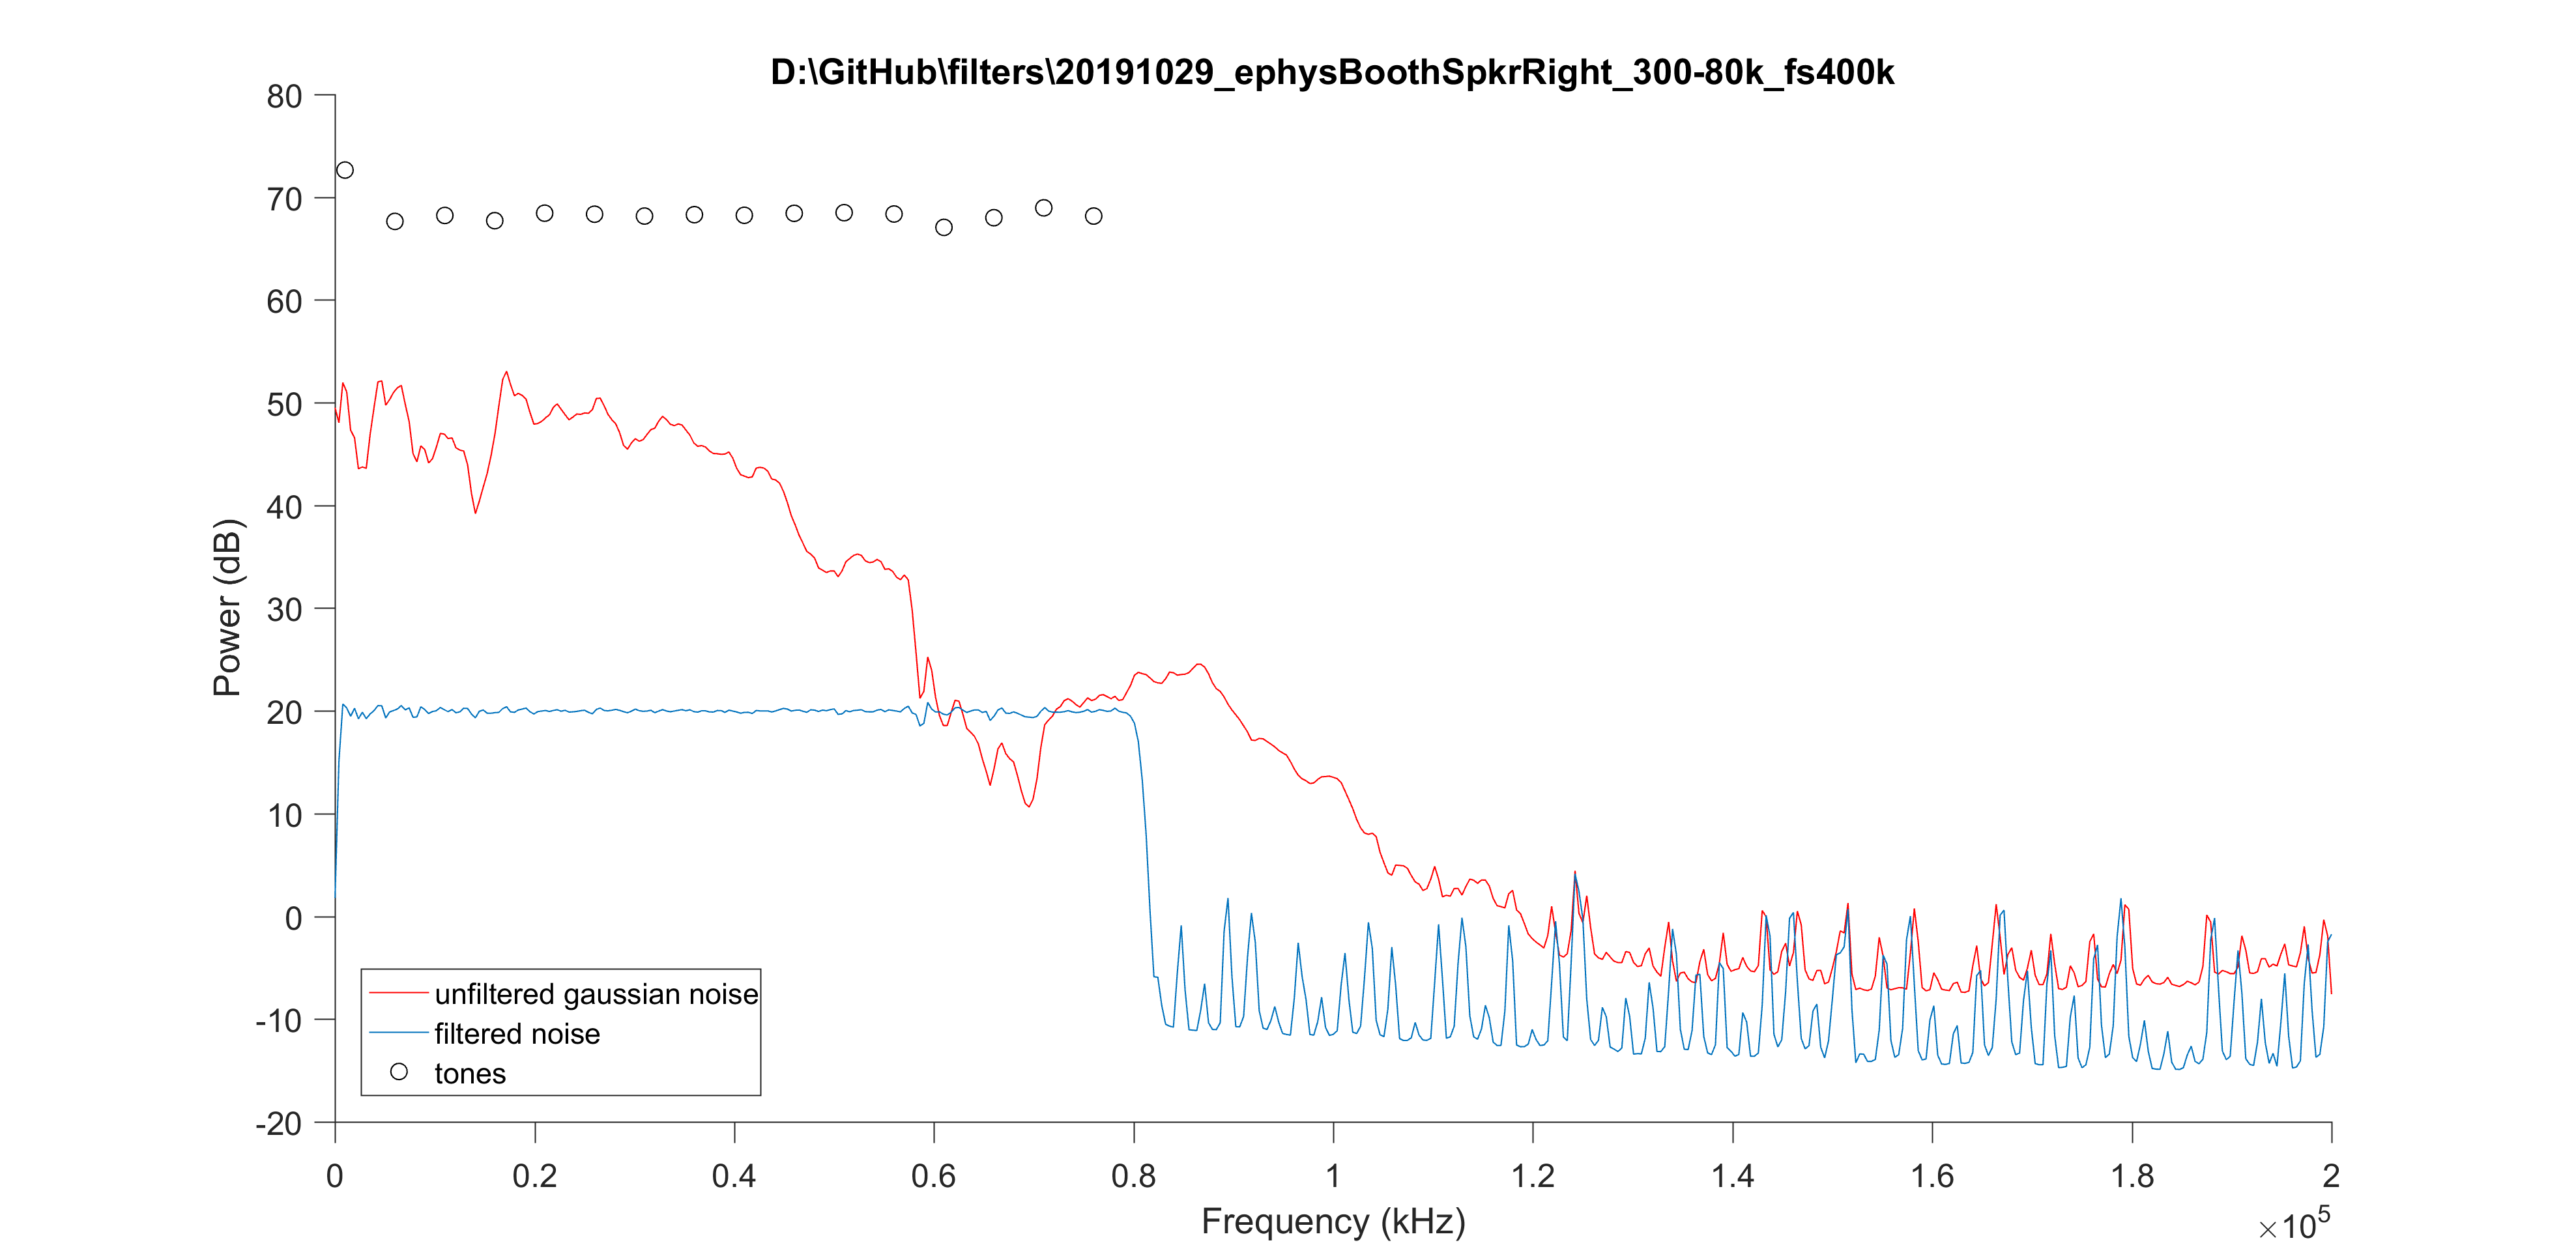 D:\GitHub\filters\20191029_ephysBoothSpkrRight_300-80k_fs400k
80
70
60
50
40
30
20
10
0
-10
-20
Power (dB)
unfiltered gaussian noise
filtered noise
tones
0 0.2 0.4 0.6 0.8 1 1.2 1.4 1.6 1.8 2
Frequency (kHz)
×10⁵